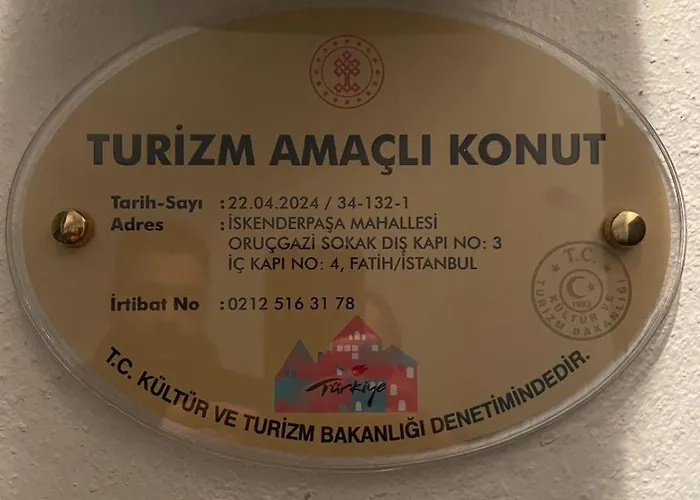 TURİZM AMAÇLI KONUT
Tarih-Sayı : 22.04.2024 / 34-132-1
Adres : İSKENDERPAŞA MAHALLESİ
ORUÇGAZİ SOKAK DIŞ KAPI NO: 3
İÇ KAPI NO: 4, FATİH/İSTANBUL
İrtibat No : 0212 516 31 78
T.C.
KÜLTÜR VE
TURİZM BAKANLIĞI
Türkiye
T.C. KÜLTÜR VE TURİZM BAKANLIĞI DENETİMİNDEDİR.